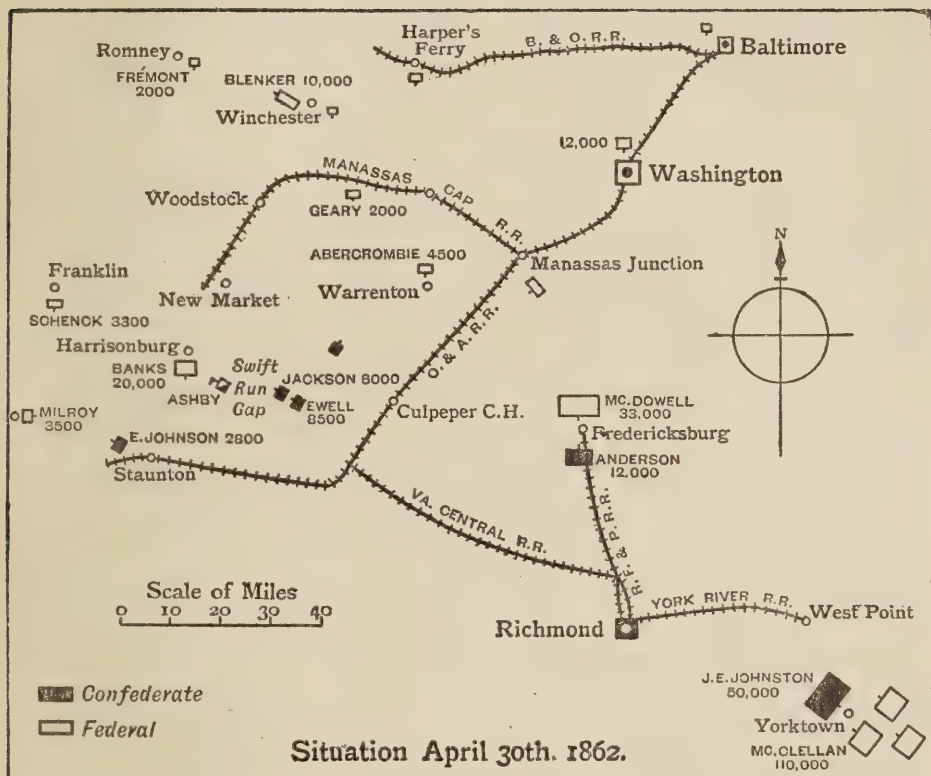 Harper's
Ferry
B. & O. R.R.
Baltimore
Romney
FRÉMONT
2000
BLENKER 10,000
Winchester
12,000
Washington
MANASSAS GAP R.R.
Woodstock
GEARY 2000
ABERCROMBIE 4500
Warrenton
Manassas Junction
N
Franklin
SCHENCK 3300
New Market
Harrisonburg
BANKS
20,000
ASHBY
Swift
Run
Gap
JACKSON 6000
EWELL
8500
O. & A. R.R.
Culpeper C.H.
MC. DOWELL
33,000
Fredericksburg
ANDERSON
12,000
MILROY
3500
E. JOHNSON 2800
Staunton
VA. CENTRAL R.R.
R.F. & P. R.R.
Scale of Miles
0 10 20 30 40
Richmond
YORK RIVER R.R.
West Point
J.E. JOHNSTON
50,000
Yorktown
MC. CLELLAN
110,000
Confederate
Federal
Situation April 30th. 1862.